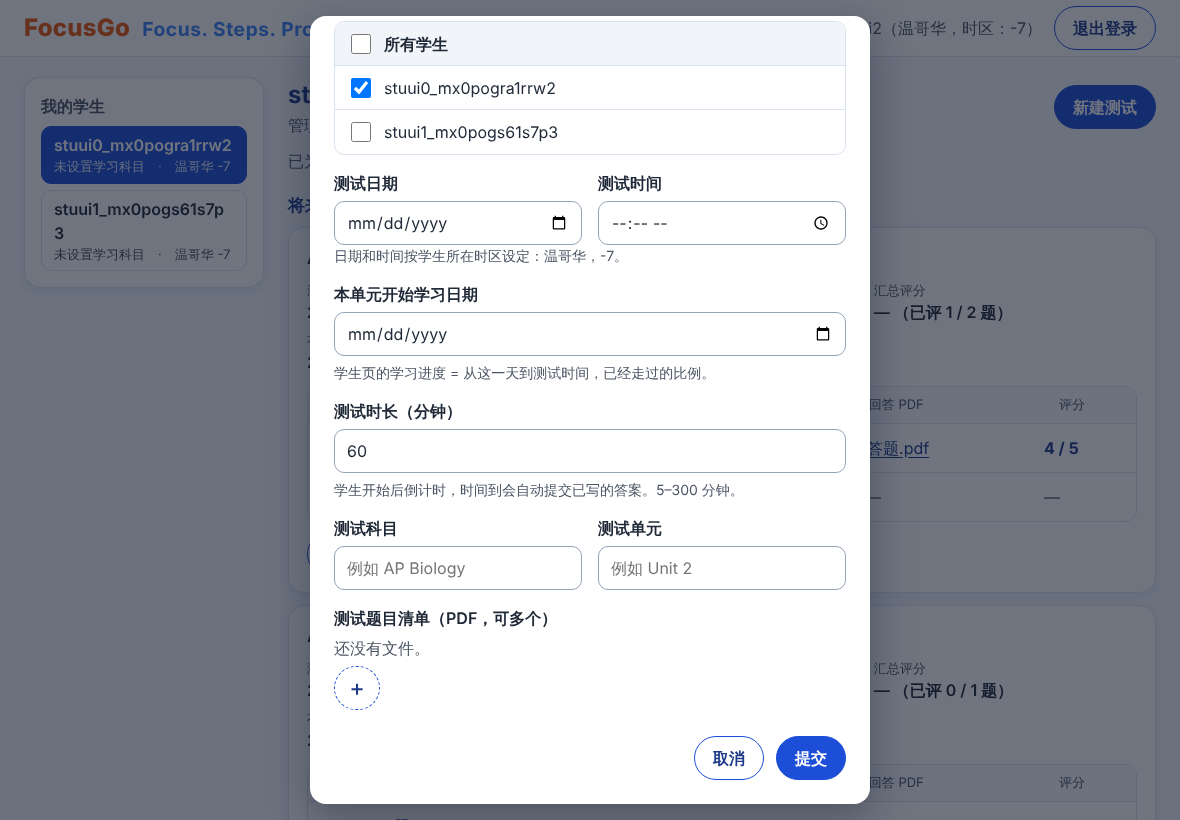 FocusGo Focus. Steps. Pro
i2（温哥华，时区：-7） 退出登录
我的学生
stuui0_mx0pogra1rrw2
未设置学习科目 · 温哥华 -7
stuui1_mx0pogs61s7p
3
未设置学习科目 · 温哥华 -7
st
管理
已为
将来
新建测试
所有学生
stuui0_mx0pogra1rrw2
stuui1_mx0pogs61s7p3
测试日期 测试时间
mm/dd/yyyy --:-- --
日期和时间按学生所在时区设定：温哥华，-7。
本单元开始学习日期
mm/dd/yyyy
学生页的学习进度 = 从这一天到测试时间，已经走过的比例。
测试时长（分钟）
60
学生开始后倒计时，时间到会自动提交已写的答案。5–300 分钟。
测试科目 测试单元
例如 AP Biology 例如 Unit 2
测试题目清单（PDF，可多个）
还没有文件。
+
取消 提交
汇总评分
— （已评 1 / 2 题）
回答 PDF 评分
答题.pdf 4 / 5
— —
汇总评分
— （已评 0 / 1 题）
回答 PDF 评分